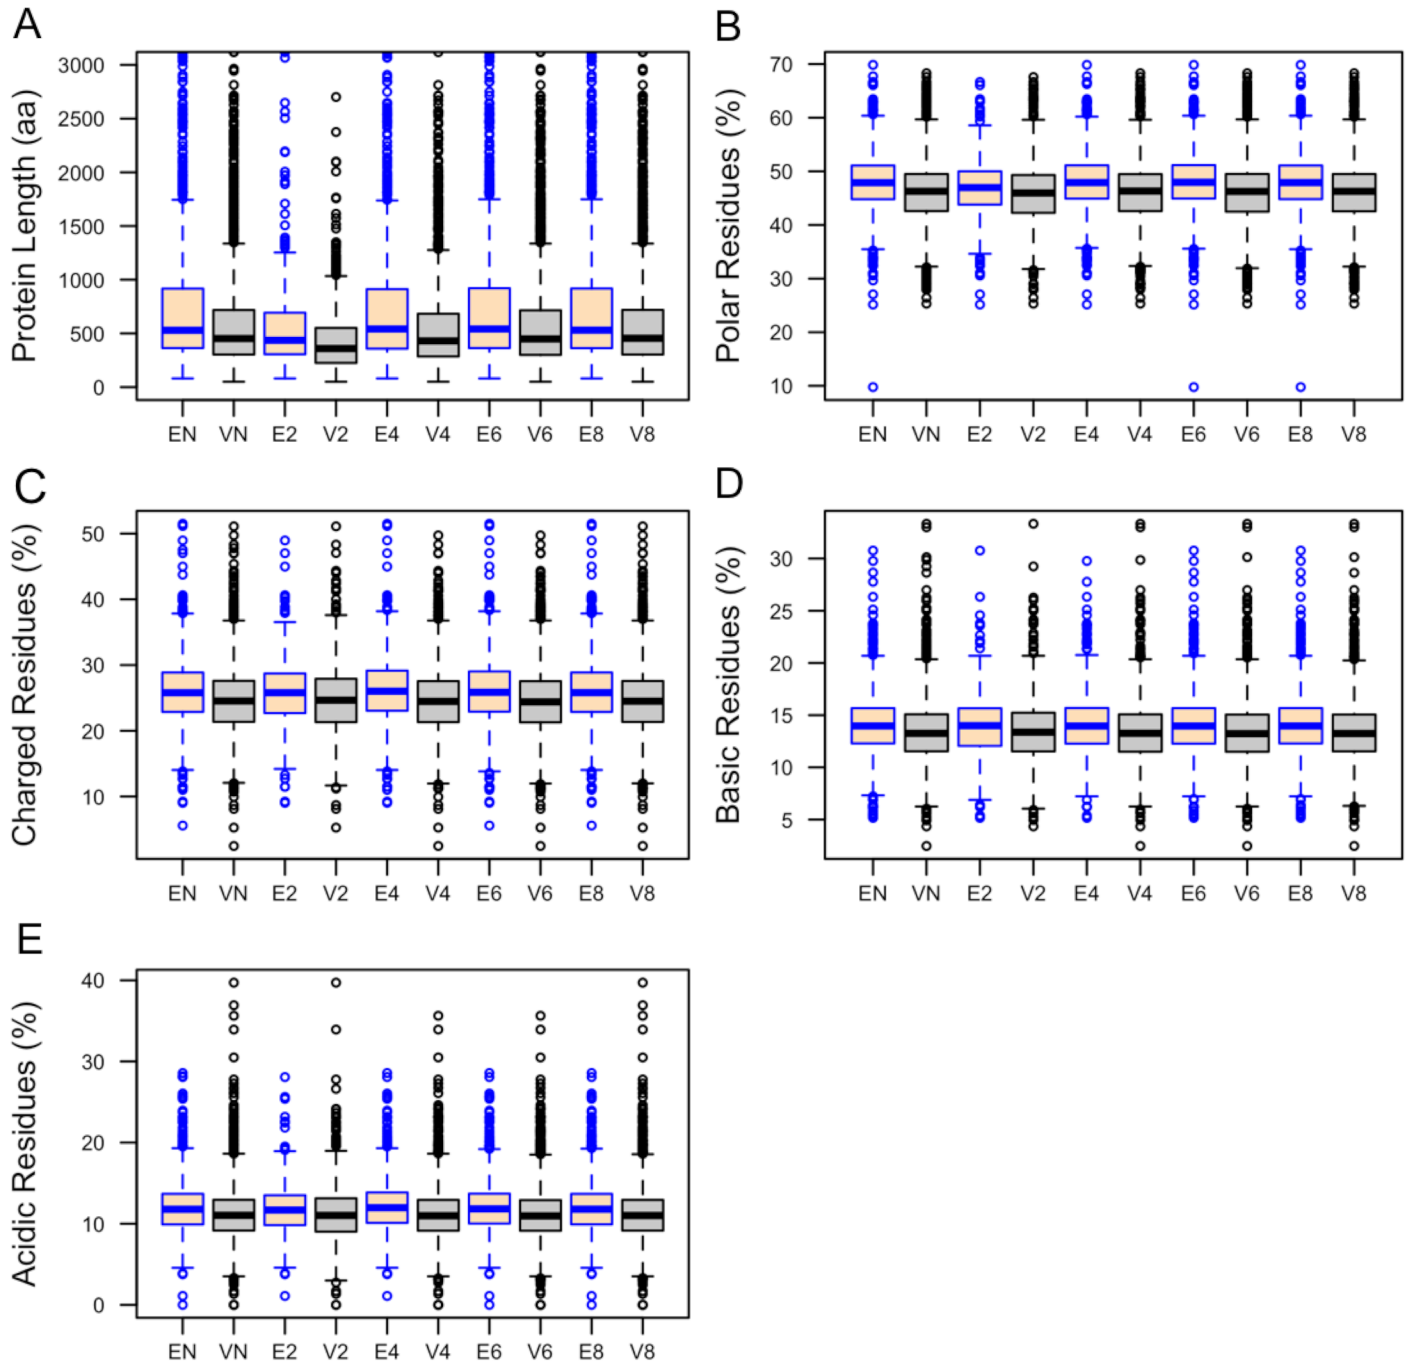 A
Protein Length (aa)
3000
2500
2000
1500
1000
500
0
EN VN E2 V2 E4 V4 E6 V6 E8 V8
B
Polar Residues (%)
70
60
50
40
30
20
10
EN VN E2 V2 E4 V4 E6 V6 E8 V8
C
Charged Residues (%)
50
40
30
20
10
EN VN E2 V2 E4 V4 E6 V6 E8 V8
D
Basic Residues (%)
30
25
20
15
10
5
EN VN E2 V2 E4 V4 E6 V6 E8 V8
E
Acidic Residues (%)
40
30
20
10
0
EN VN E2 V2 E4 V4 E6 V6 E8 V8